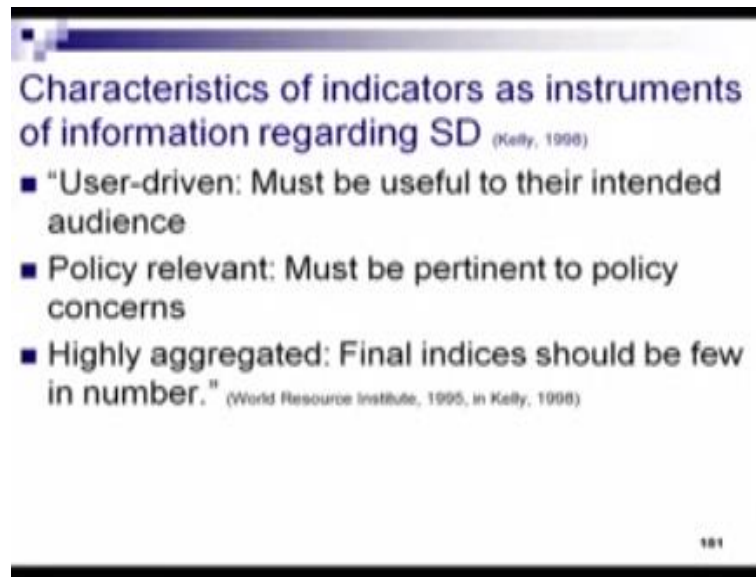 Characteristics of indicators as instruments
of information regarding SD (Kelly, 1998)
"User-driven: Must be useful to their intended
audience
Policy relevant: Must be pertinent to policy
concerns
Highly aggregated: Final indices should be few
in number." (World Resource Institute, 1995, in Kelly, 1998)
181